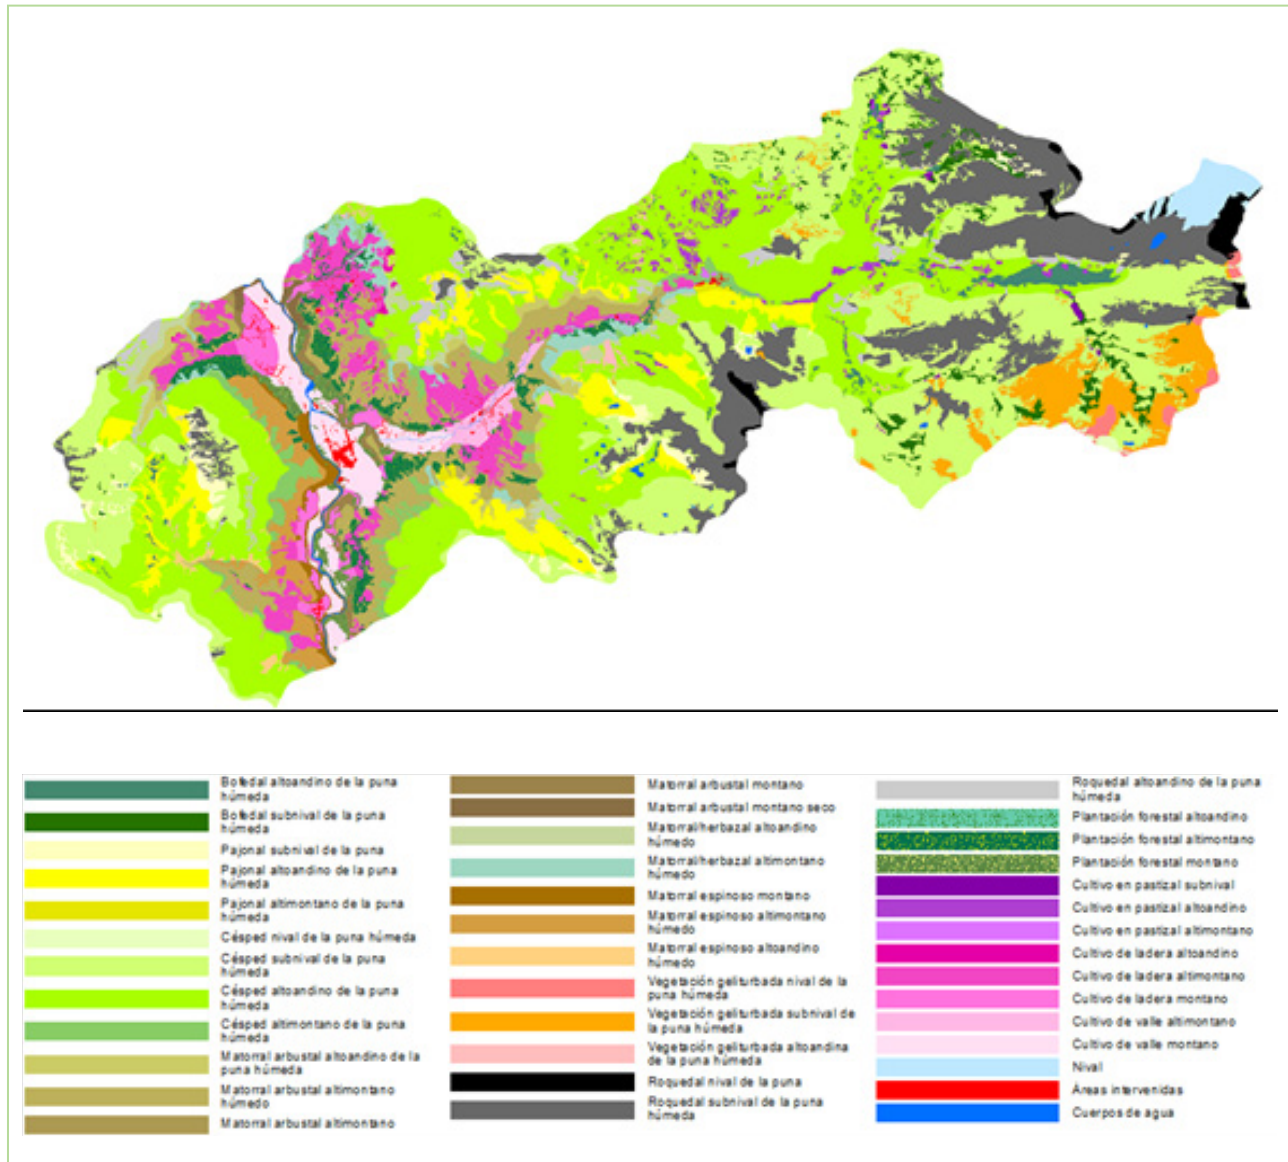 Bofedal altoandino de la puna
húmeda
Bofedal subnival de la puna
húmeda
Pajonal subnival de la puna
Pajonal altoandino de la puna
húmeda
Pajonal altimontano de la puna
húmeda
Césped nival de la puna húmeda
Césped subnival de la puna
húmeda
Césped altoandino de la puna
húmeda
Césped altimontano de la puna
húmeda
Matorral arbustal altoandino de la
puna húmeda
Matorral arbustal altimontano
húmedo
Matorral arbustal altimontano
Matorral arbustal montano
Matorral arbustal montano seco
Matorral/herbazal altoandino
húmedo
Matorral/herbazal altimontano
húmedo
Matorral espinoso montano
Matorral espinoso altimontano
húmedo
Matorral espinoso altoandino
húmedo
Vegetación geliturbada nival de la
puna húmeda
Vegetación geliturbada subnival de
la puna húmeda
Vegetación geliturbada altoandina
de la puna húmeda
Roquedal nival de la puna
Roquedal subnival de la puna
húmeda
Roquedal altoandino de la puna
húmeda
Plantación forestal altoandino
Plantación forestal altimontano
Plantación forestal montano
Cultivo en pastizal subnival
Cultivo en pastizal altoandino
Cultivo en pastizal altimontano
Cultivo de ladera altoandino
Cultivo de ladera altimontano
Cultivo de ladera montano
Cultivo de valle altimontano
Cultivo de valle montano
Nival
Áreas intervenidas
Cuerpos de agua